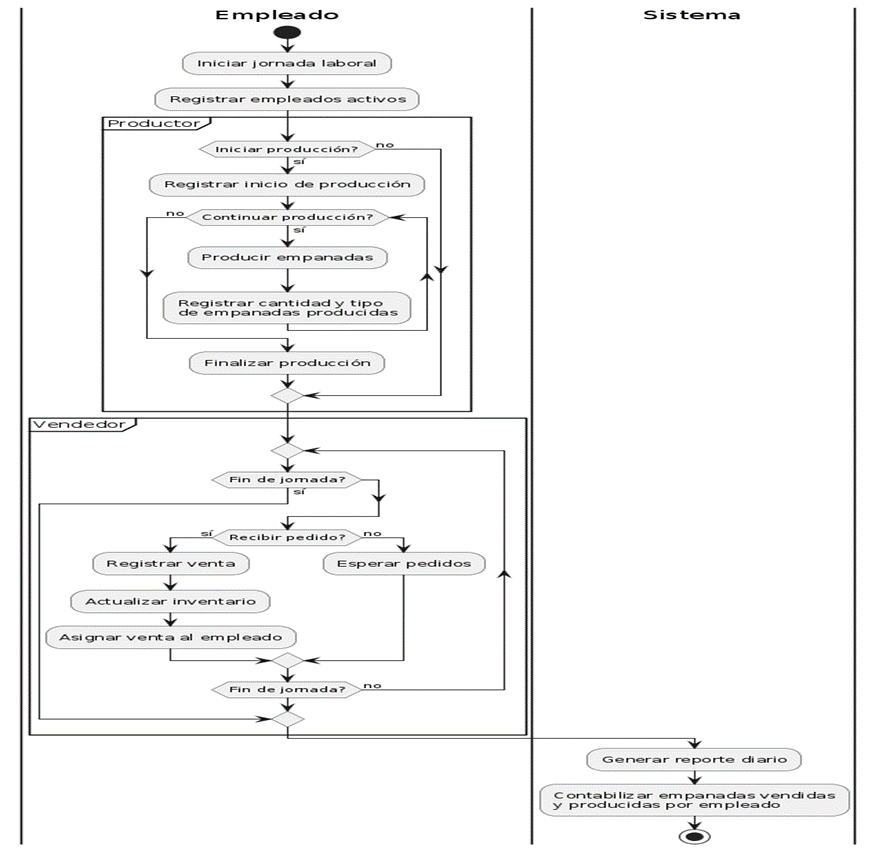 Empleado
Sistema
Iniciar jornada laboral
Registrar empleados activos
Productor
Iniciar producción?
no
sí
Registrar inicio de producción
no
Continuar producción?
sí
Producir empanadas
Registrar cantidad y tipo
de empanadas producidas
Finalizar producción
Vendedor
Fin de jornada?
sí
sí
Recibir pedido?
no
Registrar venta
Esperar pedidos
Actualizar inventario
Asignar venta al empleado
Fin de jornada?
no
Generar reporte diario
Contabilizar empanadas vendidas
y producidas por empleado